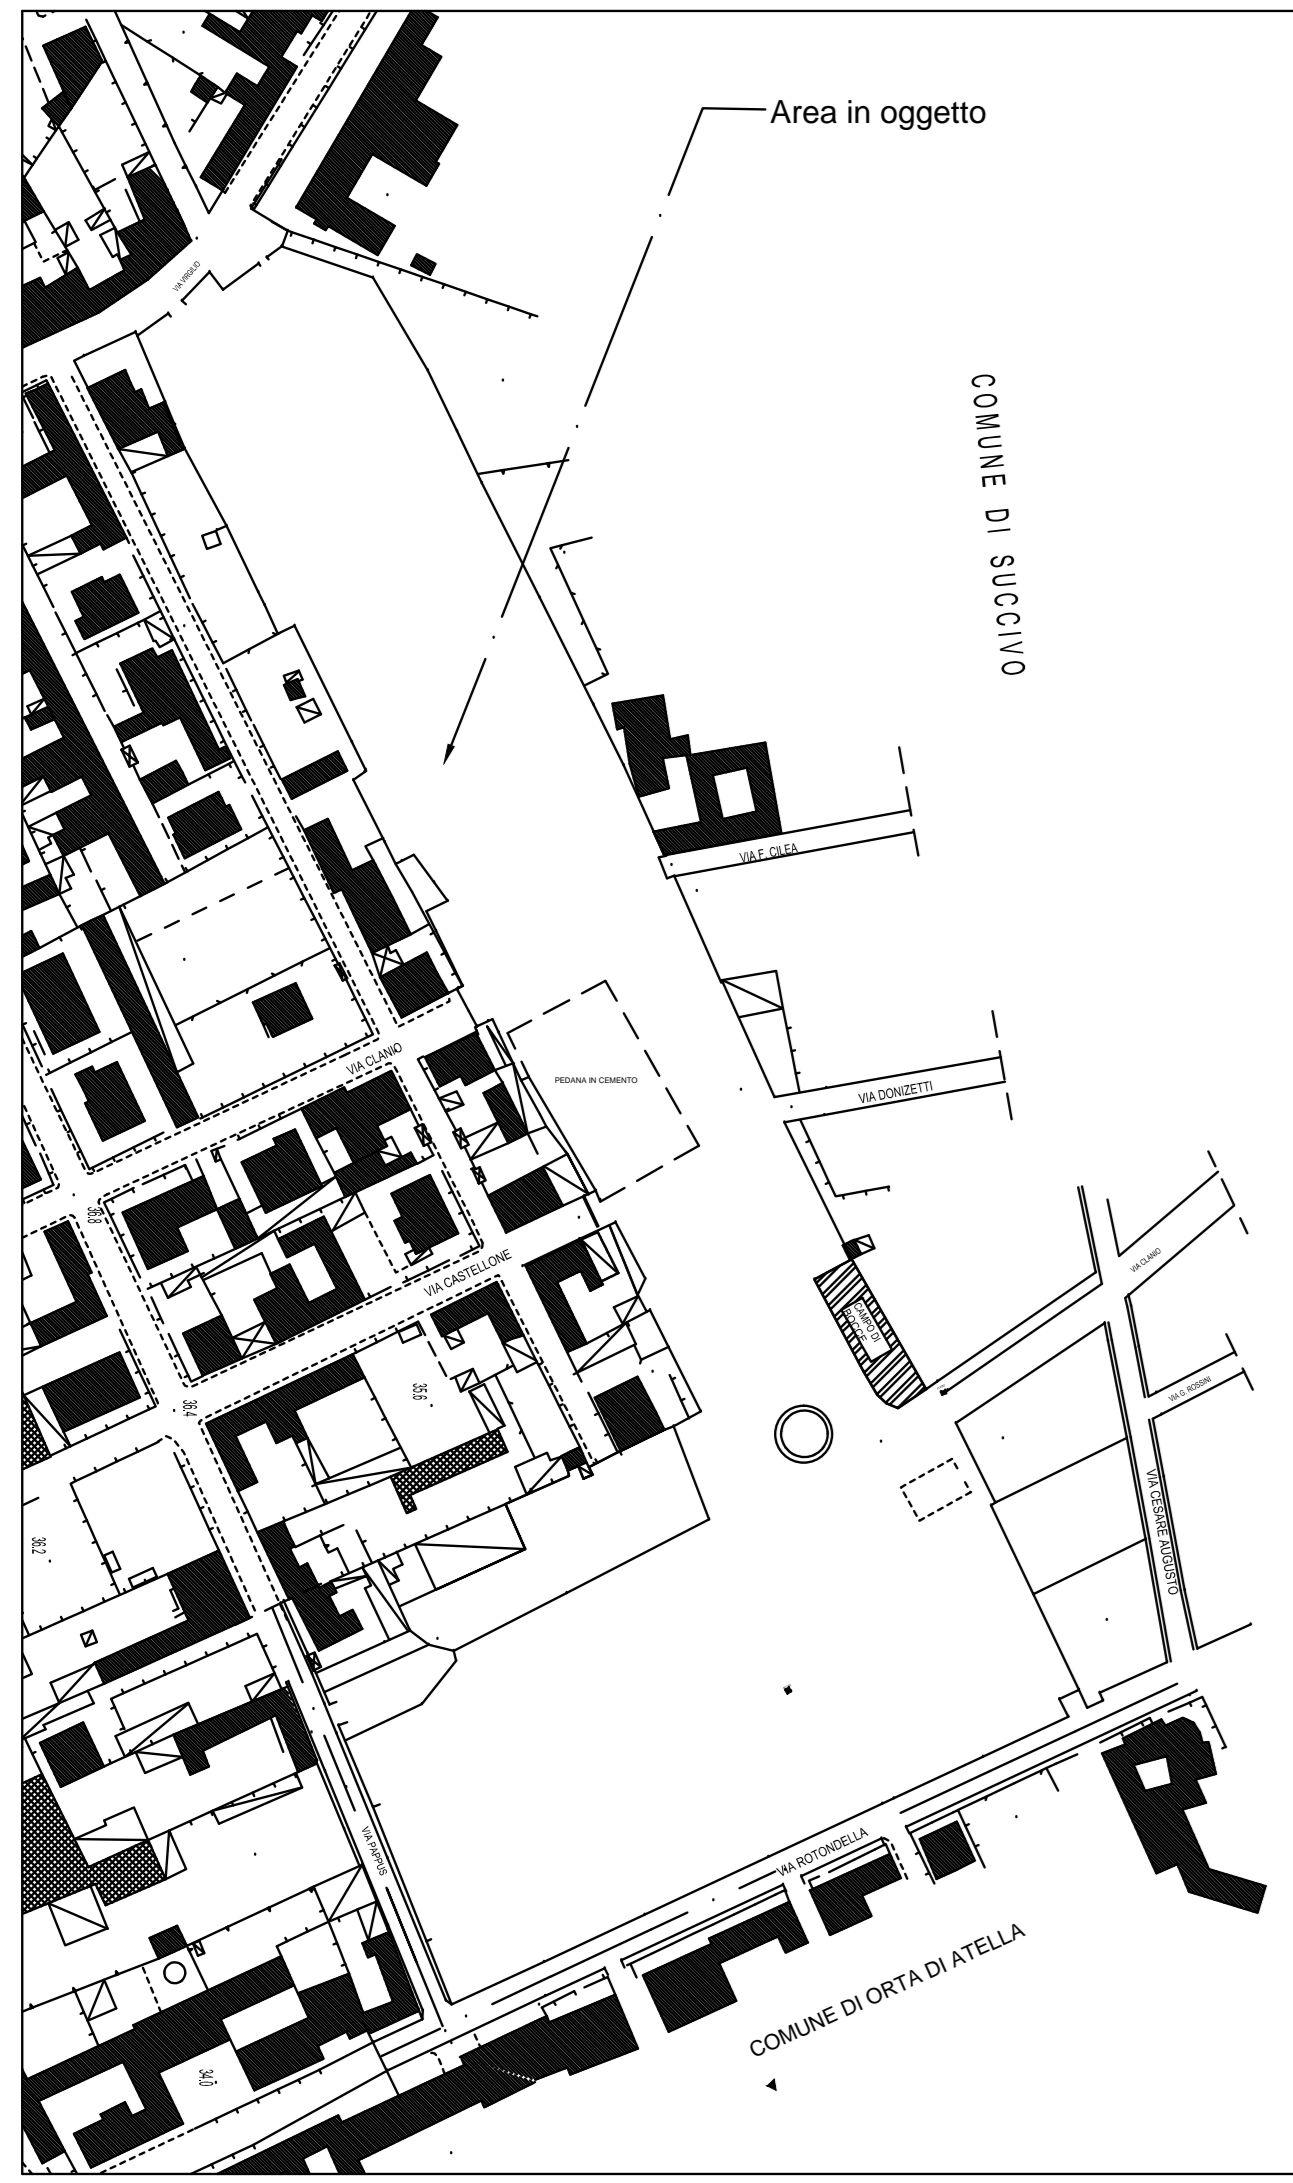 Area in oggetto
VIA VIRGILIO
COMUNE DI SUCCIVO
VIA F. CILEA
VIA CLANIO
PEDANA IN CEMENTO
VIA DONIZETTI
36.8
VIA CASTELLONE
VIA CLANIO
CAMPO DI
BOCCE
35.6
36.4
VIA G. ROSSINI
VIA CESARE AUGUSTO
36.2
VIA PAPPUS
VIA ROTONDELLA
COMUNE DI ORTA DI ATELLA
34.0